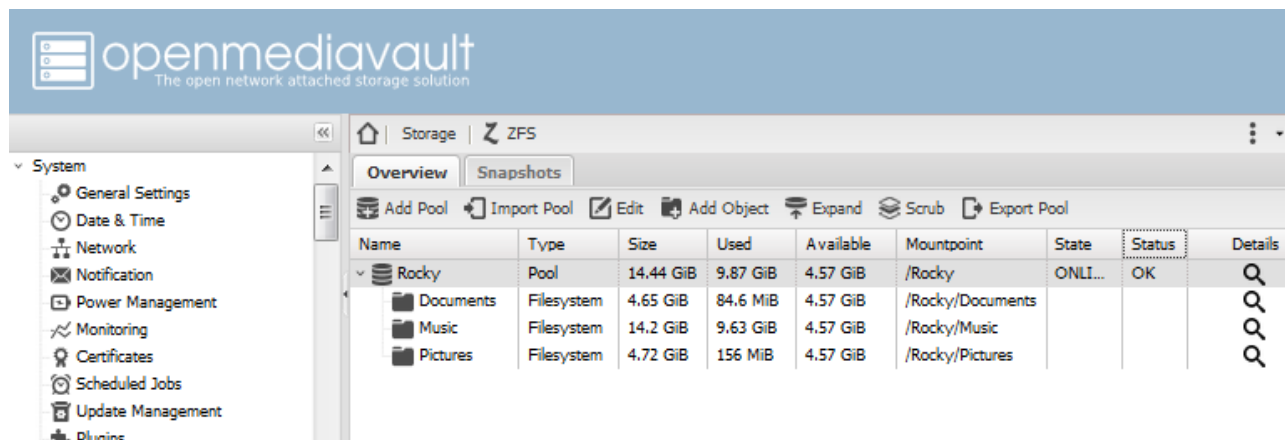 openmediavault
The open network attached storage solution
Storage | ZFS
System
General Settings
Date & Time
Network
Notification
Power Management
Monitoring
Certificates
Scheduled Jobs
Update Management
Plugins
Overview Snapshots
Add Pool Import Pool Edit Add Object Expand Scrub Export Pool
Name Type Size Used Available Mountpoint State Status Details
Rocky Pool 14.44 GiB 9.87 GiB 4.57 GiB /Rocky ONLI... OK
Documents Filesystem 4.65 GiB 84.6 MiB 4.57 GiB /Rocky/Documents
Music Filesystem 14.2 GiB 9.63 GiB 4.57 GiB /Rocky/Music
Pictures Filesystem 4.72 GiB 156 MiB 4.57 GiB /Rocky/Pictures